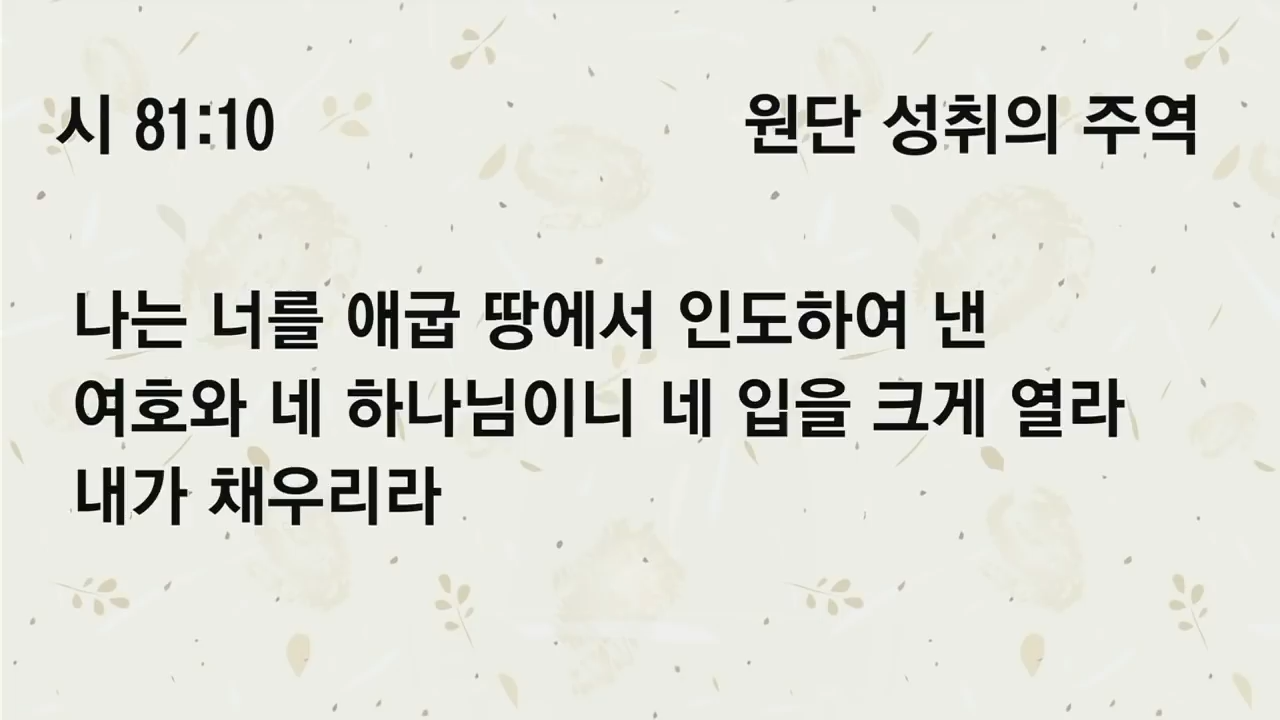 시 81:10 원단 성취의 주역
나는 너를 애굽 땅에서 인도하여 낸
여호와 네 하나님이니 네 입을 크게 열라
내가 채우리라